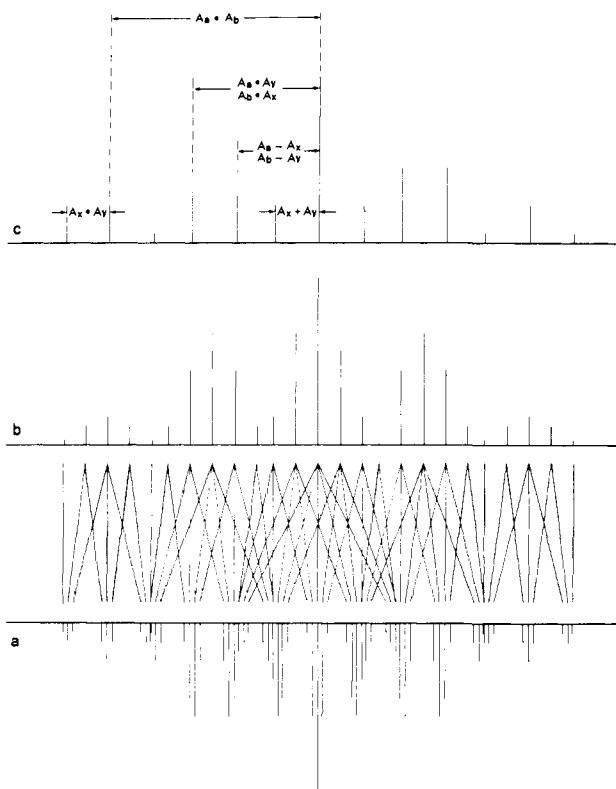 Aa • Ab
Aa • Ay
Ab • Ax
Aa – Ax
Ab – Ay
Ax • Ay
Ax + Ay
c
b
a